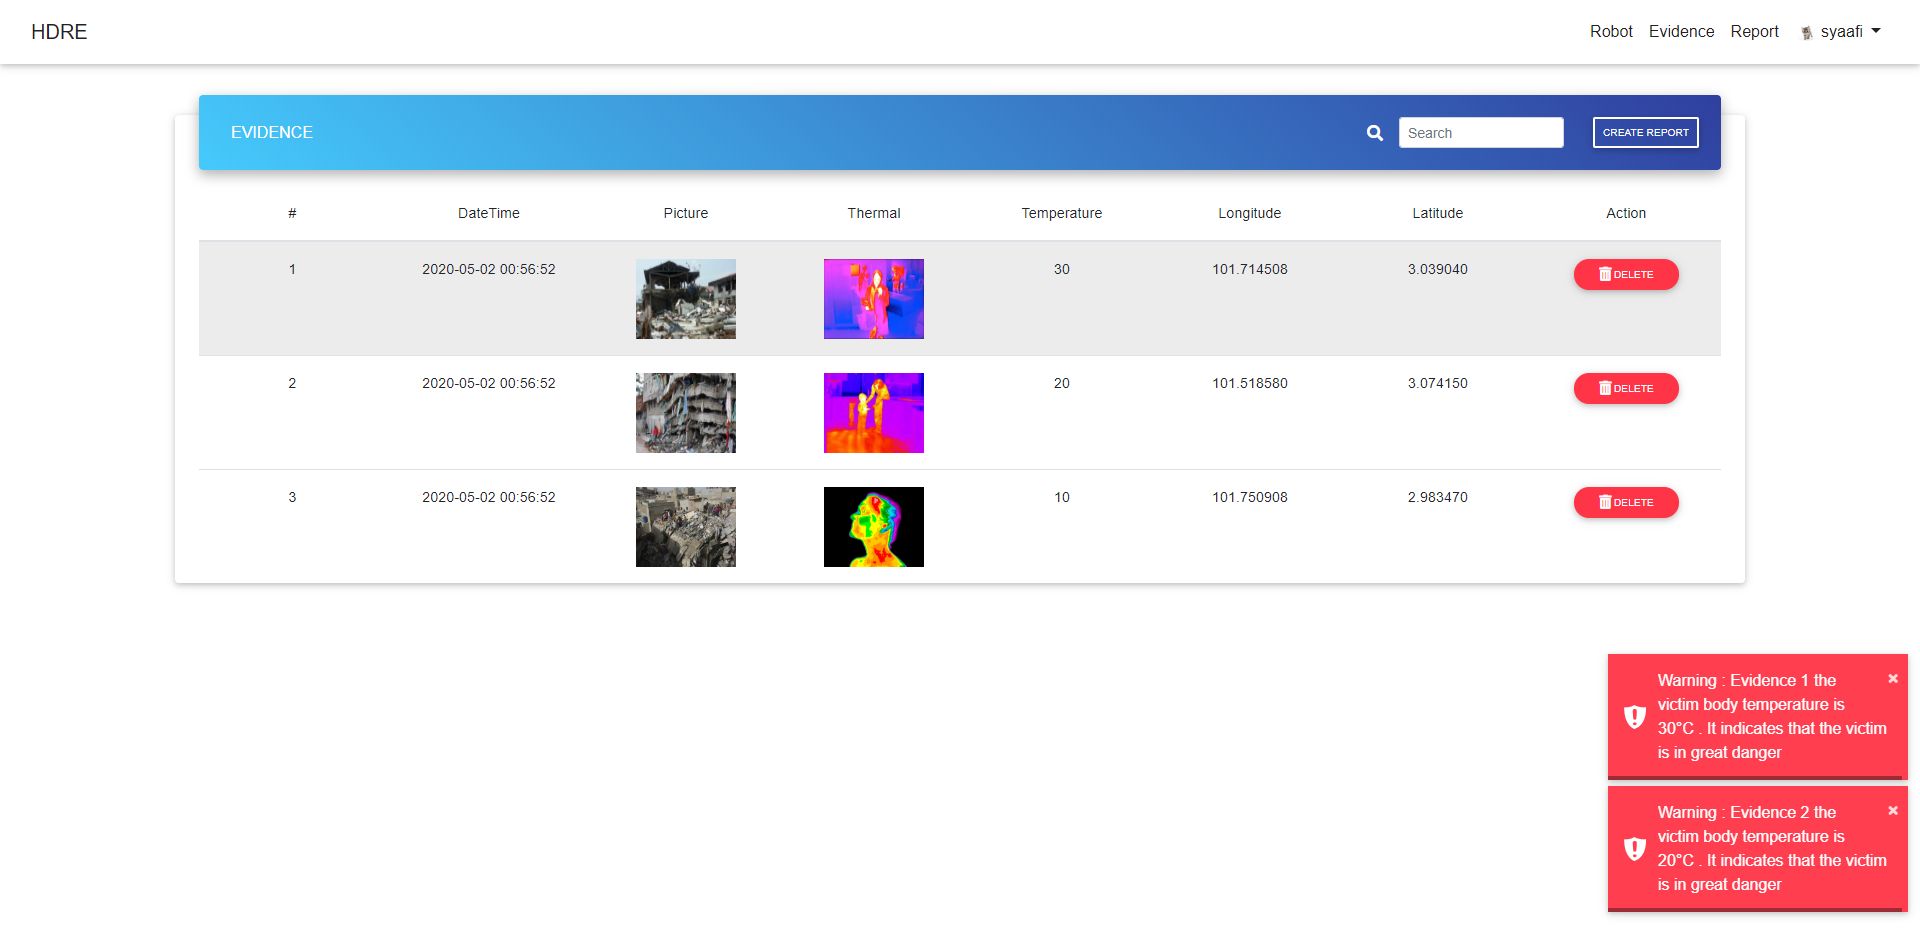 HDRE
Robot Evidence Report syaafi
EVIDENCE
Search
CREATE REPORT
# DateTime Picture Thermal Temperature Longitude Latitude Action
1 2020-05-02 00:56:52 30 101.714508 3.039040 DELETE
2 2020-05-02 00:56:52 20 101.518580 3.074150 DELETE
3 2020-05-02 00:56:52 10 101.750908 2.983470 DELETE
Warning : Evidence 1 the
victim body temperature is
30°C . It indicates that the victim
is in great danger
×
Warning : Evidence 2 the
victim body temperature is
20°C . It indicates that the victim
is in great danger
×